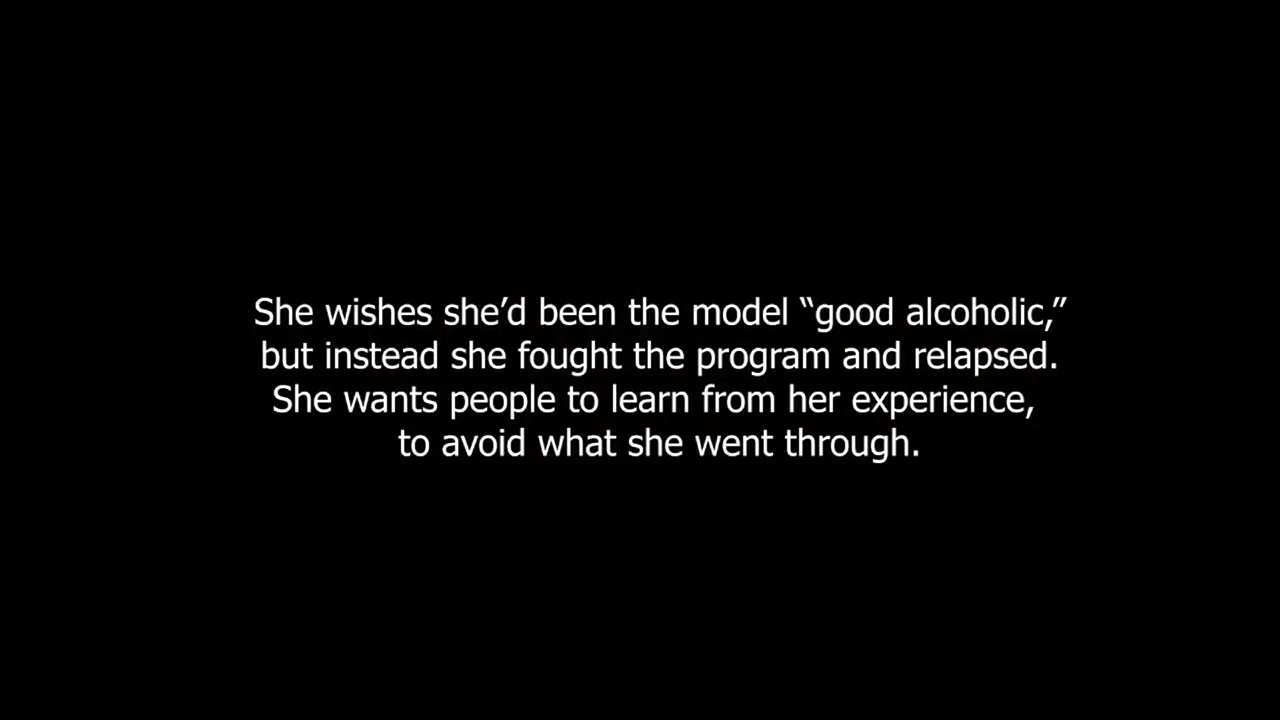 She wishes she’d been the model “good alcoholic,”
but instead she fought the program and relapsed.
She wants people to learn from her experience,
to avoid what she went through.